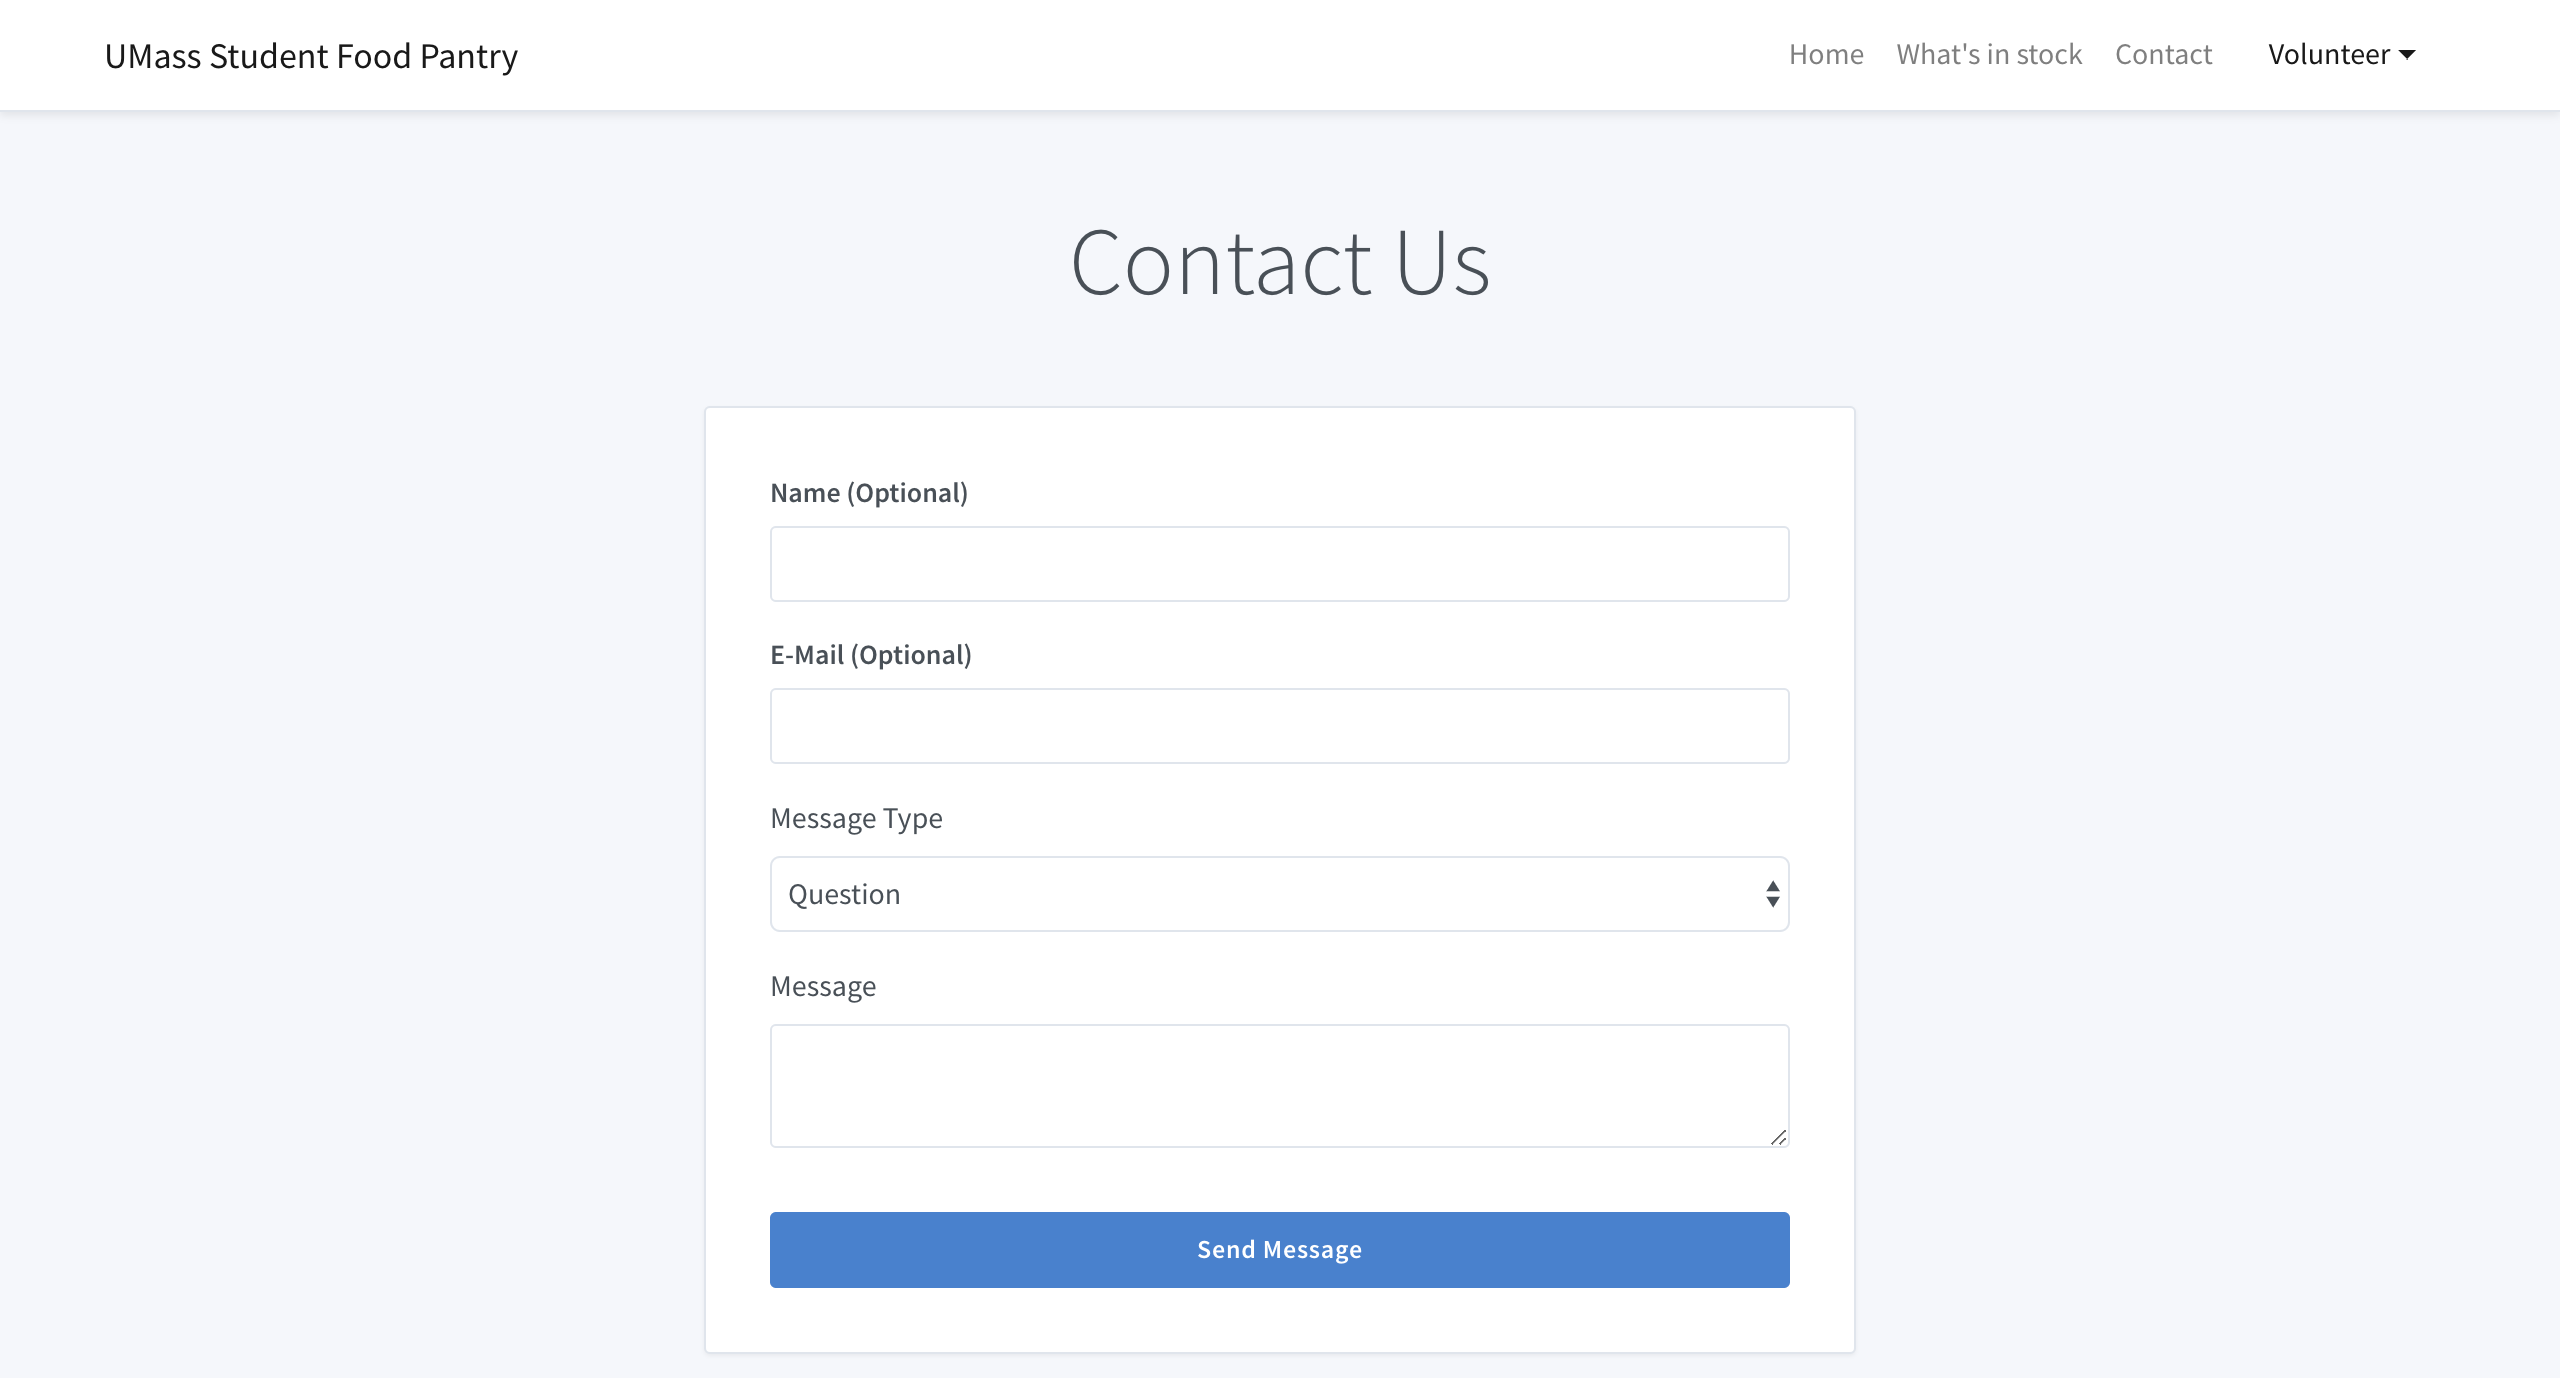 UMass Student Food Pantry
Home What's in stock Contact Volunteer
Contact Us
Name (Optional)
E-Mail (Optional)
Message Type
Question
Message
Send Message